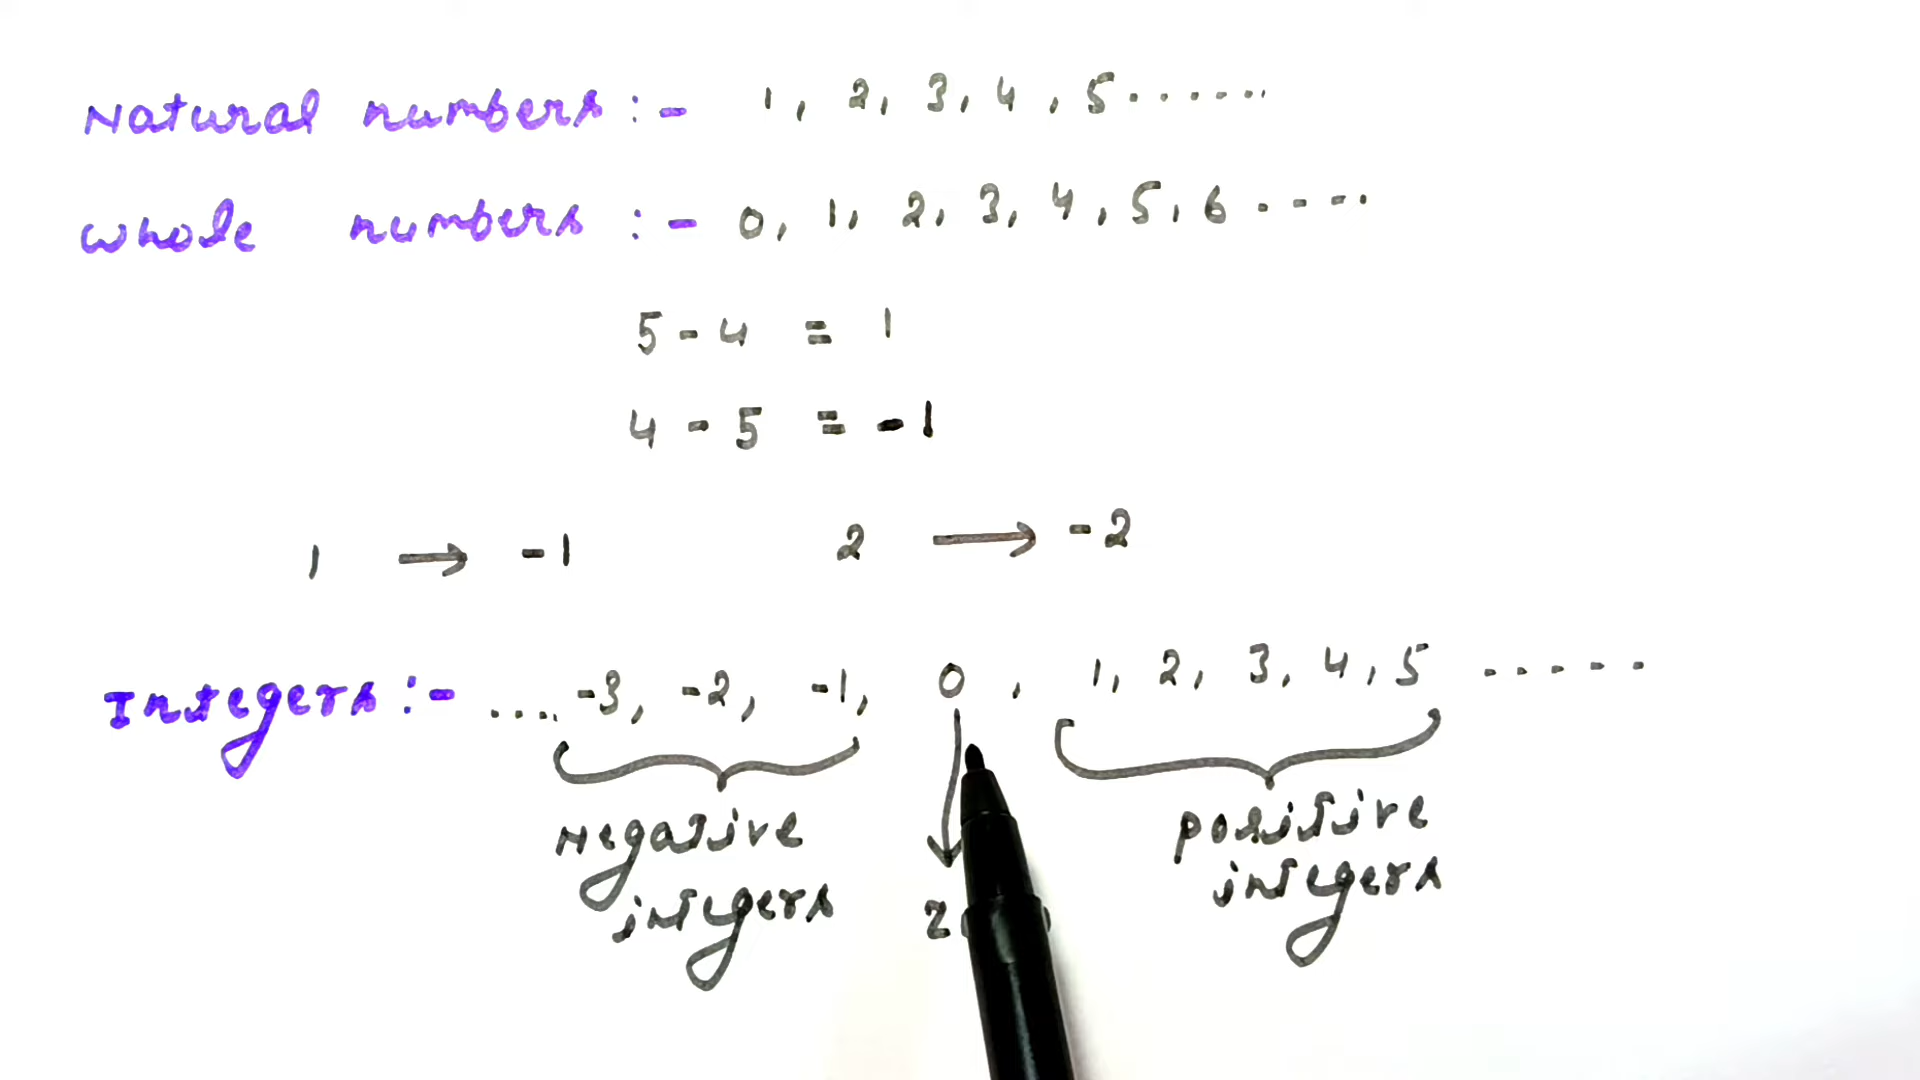 Natural numbers :- 1, 2, 3, 4, 5......
Whole numbers :- 0, 1, 2, 3, 4, 5, 6....
5 - 4 = 1
4 - 5 = -1
1 → -1 2 → -2
Integers :- .... -3, -2, -1, 0, 1, 2, 3, 4, 5 .....
Negative positive
integers integers